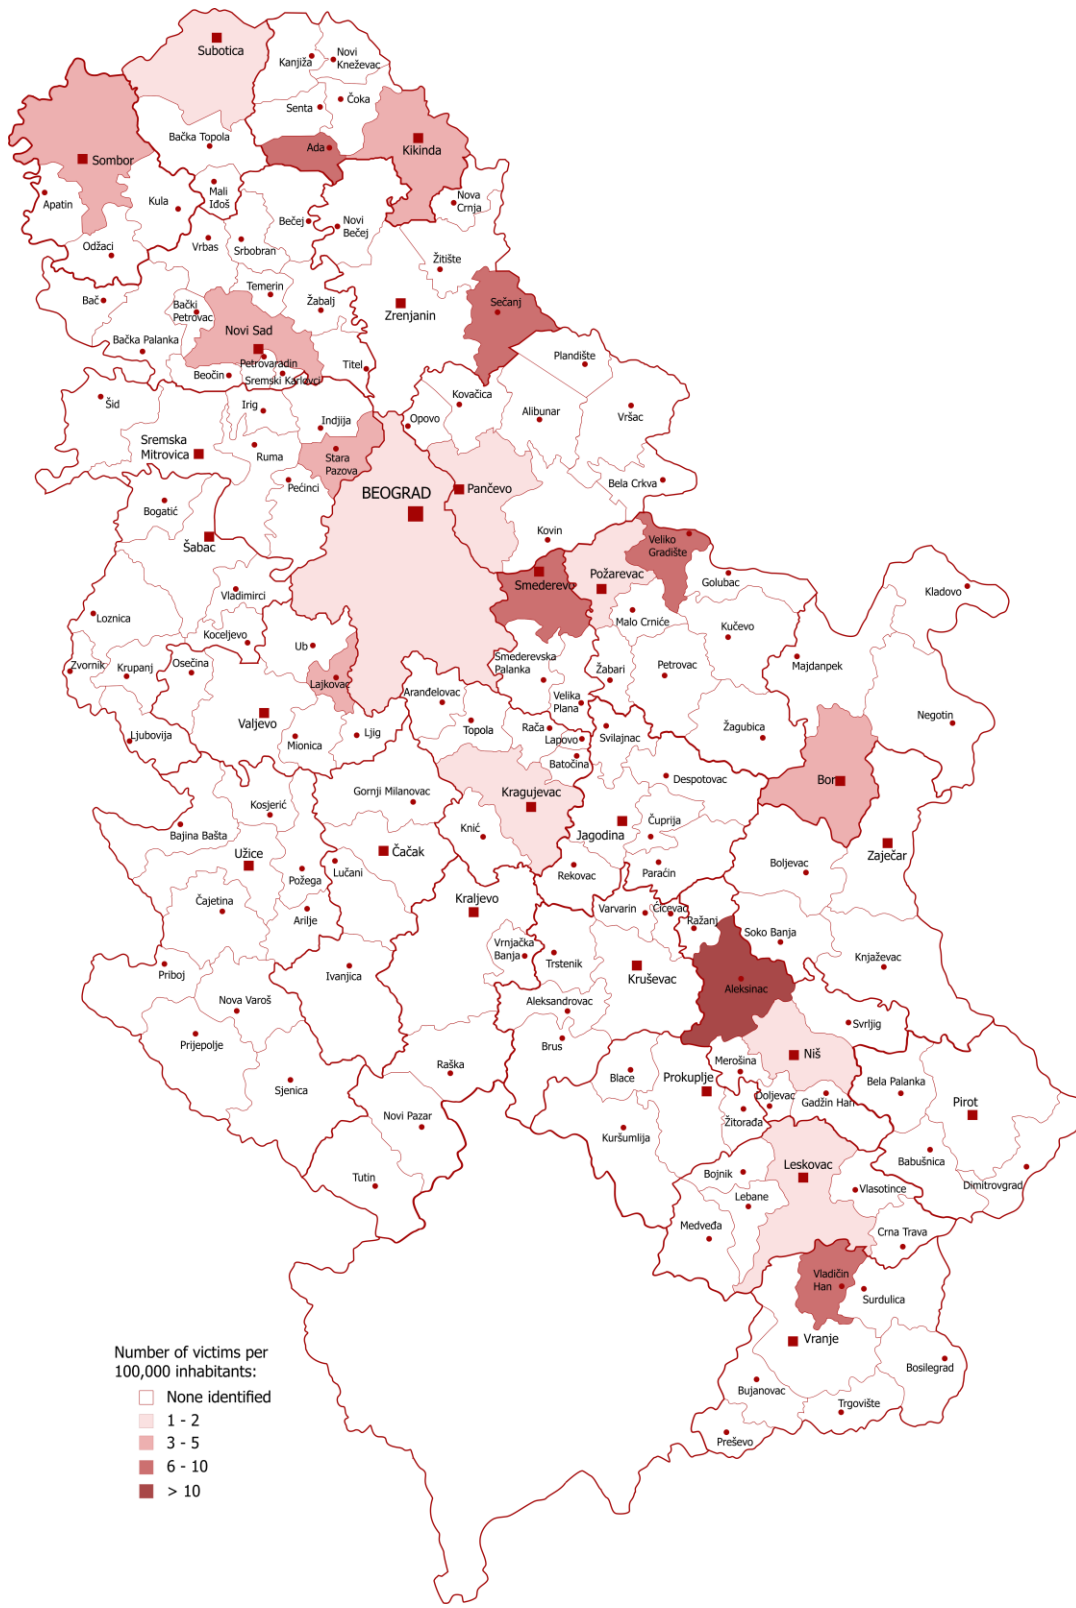 Subotica
Kanjiža
Novi
Kneževac
Senta
Čoka
Bačka Topola
Ada
Kikinda
Sombor
Apatin
Kula
Mali
Iđoš
Bečej
Novi
Bečej
Nova
Crnja
Odžaci
Vrbas
Srbobran
Žitište
Bač
Temerin
Bački
Petrovac
Žabalj
Zrenjanin
Sečanj
Novi Sad
Bačka Palanka
Petrovaradin
Beočin
Sremski Karlovci
Titel
Plandište
Šid
Irig
Indjija
Opovo
Kovačica
Alibunar
Vršac
Sremska
Mitrovica
Ruma
Stara
Pazova
Pećinci
BEOGRAD
Pančevo
Bela Crkva
Bogatić
Šabac
Kovin
Veliko
Gradište
Smederevo
Požarevac
Golubac
Kladovo
Vladimirci
Loznica
Malo Crniće
Koceljevo
Kučevo
Ub
Zvornik
Krupanj
Osečina
Lajkovac
Smederevska
Palanka
Žabari
Petrovac
Majdanpek
Aranđelovac
Velika
Plana
Valjevo
Topola
Rača
Lapovo
Svilajnac
Žagubica
Negotin
Ljubovija
Mionica
Ljig
Batočina
Despotovac
Bor
Gornji Milanovac
Kragujevac
Kosjerić
Bajina Bašta
Knić
Jagodina
Ćuprija
Zaječar
Užice
Čačak
Požega
Lučani
Rekovac
Paraćin
Boljevac
Čajetina
Arilje
Kraljevo
Varvarin
Ćićevac
Ražanj
Soko Banja
Vrnjačka
Banja
Trstenik
Knjaževac
Priboj
Ivanjica
Kruševac
Aleksinac
Nova Varoš
Aleksandrovac
Svrljig
Prijepolje
Brus
Niš
Raška
Merošina
Sjenica
Blace
Prokuplje
Bela Palanka
Doljevac
Gadžin Han
Pirot
Novi Pazar
Žitorađa
Kuršumlija
Babušnica
Bojnik
Leskovac
Tutin
Lebane
Vlasotince
Dimitrovgrad
Medveđa
Crna Trava
Vladičin
Han
Surdulica
Vranje
Bosilegrad
Bujanovac
Trgovište
Preševo
Number of victims per
100,000 inhabitants:
None identified
1 - 2
3 - 5
6 - 10
> 10